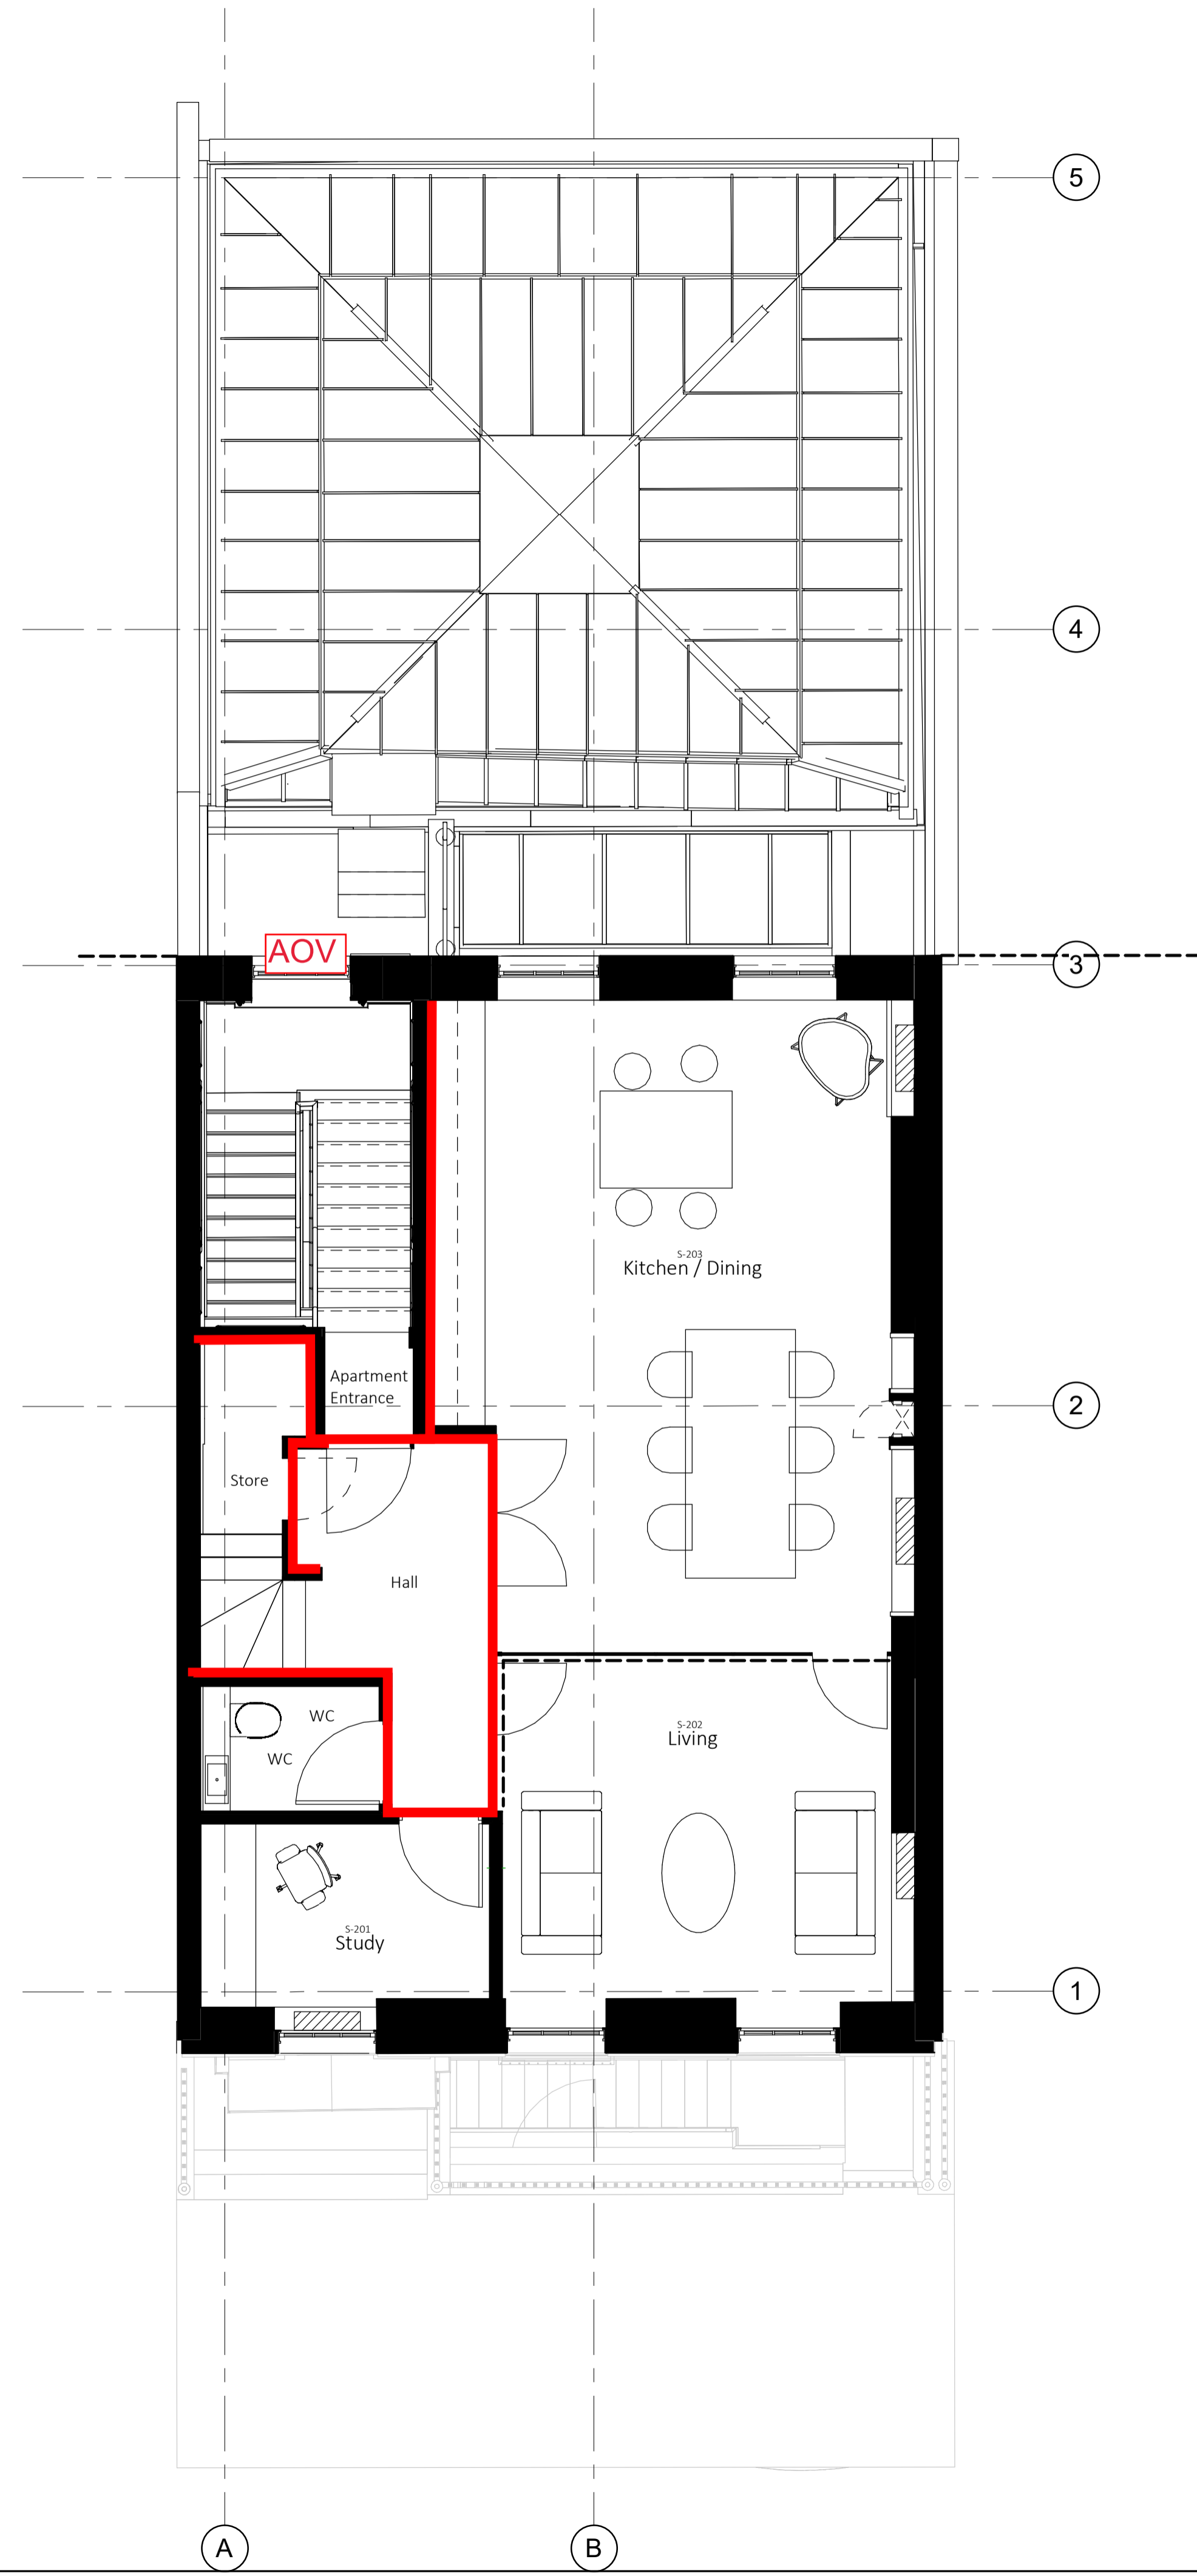 5
4
AOV
3
S-203
Kitchen / Dining
Apartment
Entrance
2
Store
Hall
WC
WC
S-202
Living
S-201
Study
1
A
B